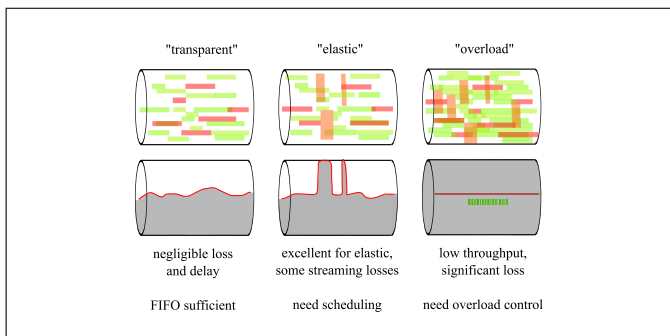 "transparent"
"elastic"
"overload"
negligible loss
and delay
excellent for elastic,
some streaming losses
low throughput,
significant loss
FIFO sufficient
need scheduling
need overload control